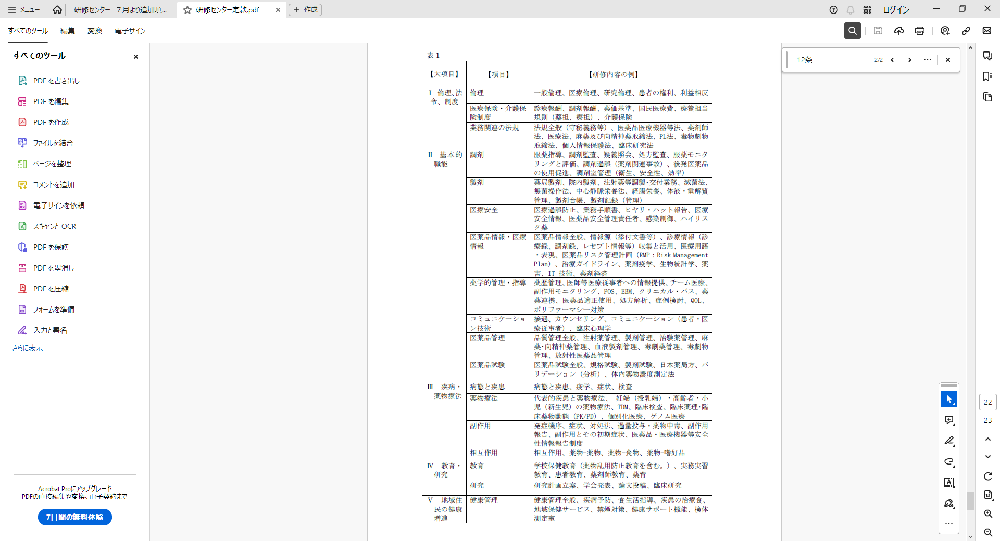 メニュー
研修センター　７月より追加項...
研修センター定款.pdf
作成
ログイン
すべてのツール
編集
変換
電子サイン
すべてのツール
PDF を書き出し
PDF を編集
PDF を作成
ファイルを結合
ページを整理
コメントを追加
電子サインを依頼
スキャンと OCR
PDF を保護
PDF を墨消し
PDF を圧縮
フォームを準備
入力と署名
さらに表示
Acrobat Proにアップグレード
PDFの直接編集や変換、電子契約まで
7日間の無料体験
12条
2/2
表１
【大項目】
【項目】
【研修内容の例】
Ⅰ　倫理、法
令、制度
倫理
一般倫理、医療倫理、研究倫理、患者の権利、利益相反
医療保険・介護保
険制度
診療報酬、調剤報酬、薬価基準、国民医療費、療養担当
規則（薬担、療担）、介護保険
業務関連の法規
法規全般（守秘義務等）、医薬品医療機器等法、薬剤師
法、医療法、麻薬及び向精神薬取締法、PL法、毒物劇物
取締法、個人情報保護法、臨床研究法
Ⅱ　基本的
職能
調剤
服薬指導、調剤監査、疑義照会、処方監査、服薬モニタ
リングと評価、調剤過誤（薬剤関連事故）、後発医薬品
の使用促進、調剤室管理（衛生、安全性、効率）
製剤
薬局製剤、院内製剤、注射薬等調製・交付業務、滅菌法、
無菌操作法、中心静脈栄養法、経腸栄養、体液・電解質
管理、製剤台帳、製剤記録（管理）
医療安全
医療過誤防止、業務手順書、ヒヤリ・ハット報告、医療
安全情報、医薬品安全管理責任者、感染制御、ハイリス
ク薬
医薬品情報・医療
情報
医薬品情報全般、情報源（添付文書等）、診療情報（診
療録、調剤録、レセプト情報等）収集と活用、医療用語
・表現、医薬品リスク管理計画（RMP：Risk Management
Plan）、治療ガイドライン、薬剤疫学、生物統計学、薬
害、IT 技術、薬剤経済
薬学的管理・指導
薬歴管理、医師等医療従事者への情報提供、チーム医療、
副作用モニタリング、POS、EBM、クリニカル・パス、薬
薬連携、医薬品適正使用、処方解析、症例検討、QOL、
ポリファーマシー対策
コミュニケーショ
ン技術
接遇、カウンセリング、コミュニケーション（患者・医
療従事者）、臨床心理学
医薬品管理
品質管理全般、注射薬管理、製剤管理、治験薬管理、麻
薬・向精神薬管理、血液製剤管理、毒劇薬管理、毒劇物
管理、放射性医薬品管理
医薬品試験
医薬品試験全般、規格試験、製剤試験、日本薬局方、バ
リデーション（分析）、体内薬物濃度測定法
Ⅲ　疾病・
薬物療法
病態と疾患
病態と疾患、疫学、症状、検査
薬物療法
代表的疾患と薬物療法、 妊婦（授乳婦）・高齢者・小
児（新生児）の薬物療法、TDM、臨床検査、臨床薬理・臨
床薬物動態（PK/PD）、個別化医療、ゲノム医療
副作用
発症機序、症状、対処法、過量投与・薬物中毒、副作用
報告、副作用とその初期症状、医薬品・医療機器等安全
性情報報告制度
相互作用
相互作用、薬物−薬物、薬物−食物、薬物−嗜好品
Ⅳ　教育・
研究
教育
学校保健教育（薬物乱用防止教育を含む。）、実務実習
教育、患者教育、薬剤師教育、薬育
研究
研究計画立案、学会発表、論文投稿、臨床研究
Ⅴ　地域住
民の健康
増進
健康管理
健康管理全般、疾病予防、食生活指導、疾患の治療食、
地域保健サービス、禁煙対策、健康サポート機能、検体
測定室
22
23